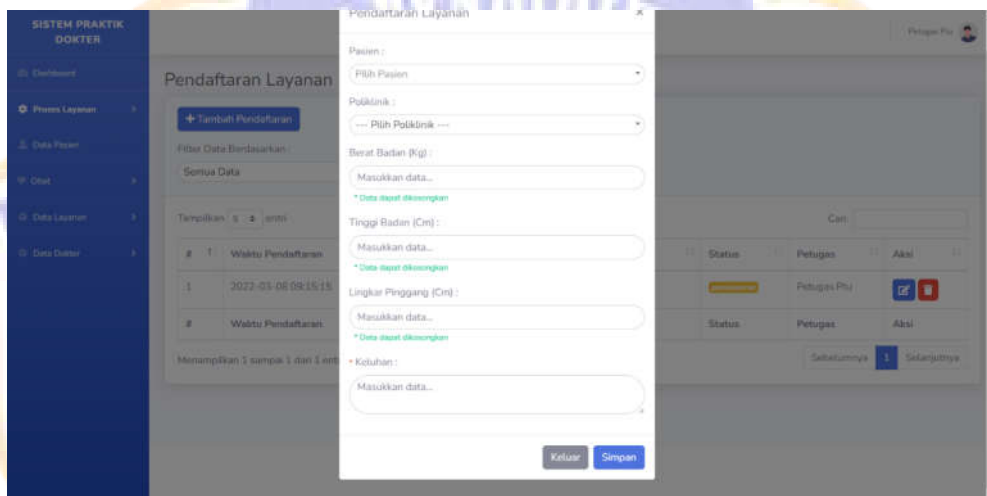 SISTEM PRAKTIK
DOKTER
Dashboard
Proses Layanan
Data Pasien
Obat
Data Layanan
Data Dokter
Petugas Ptu
Pendaftaran Layanan
+ Tambah Pendaftaran
Filter Data Berdasarkan :
Semua Data
Tampilkan 5 entri
Cari:
# Waktu Pendaftaran Status Petugas Aksi
1 2022-03-08 09:15:15 Petugas Ptu
# Waktu Pendaftaran Status Petugas Aksi
Menampilkan 1 sampai 1 dari 1 enti
Sebelumnya 1 Selanjutnya
Pendaftaran Layanan ×
Pasien :
Pilih Pasien
Poliklinik :
--- Pilih Poliklinik ---
Berat Badan (Kg) :
Masukkan data...
* Data dapat dikosongkan
Tinggi Badan (Cm) :
Masukkan data...
* Data dapat dikosongkan
Lingkar Pinggang (Cm) :
Masukkan data...
* Data dapat dikosongkan
* Keluhan :
Masukkan data...
Keluar Simpan